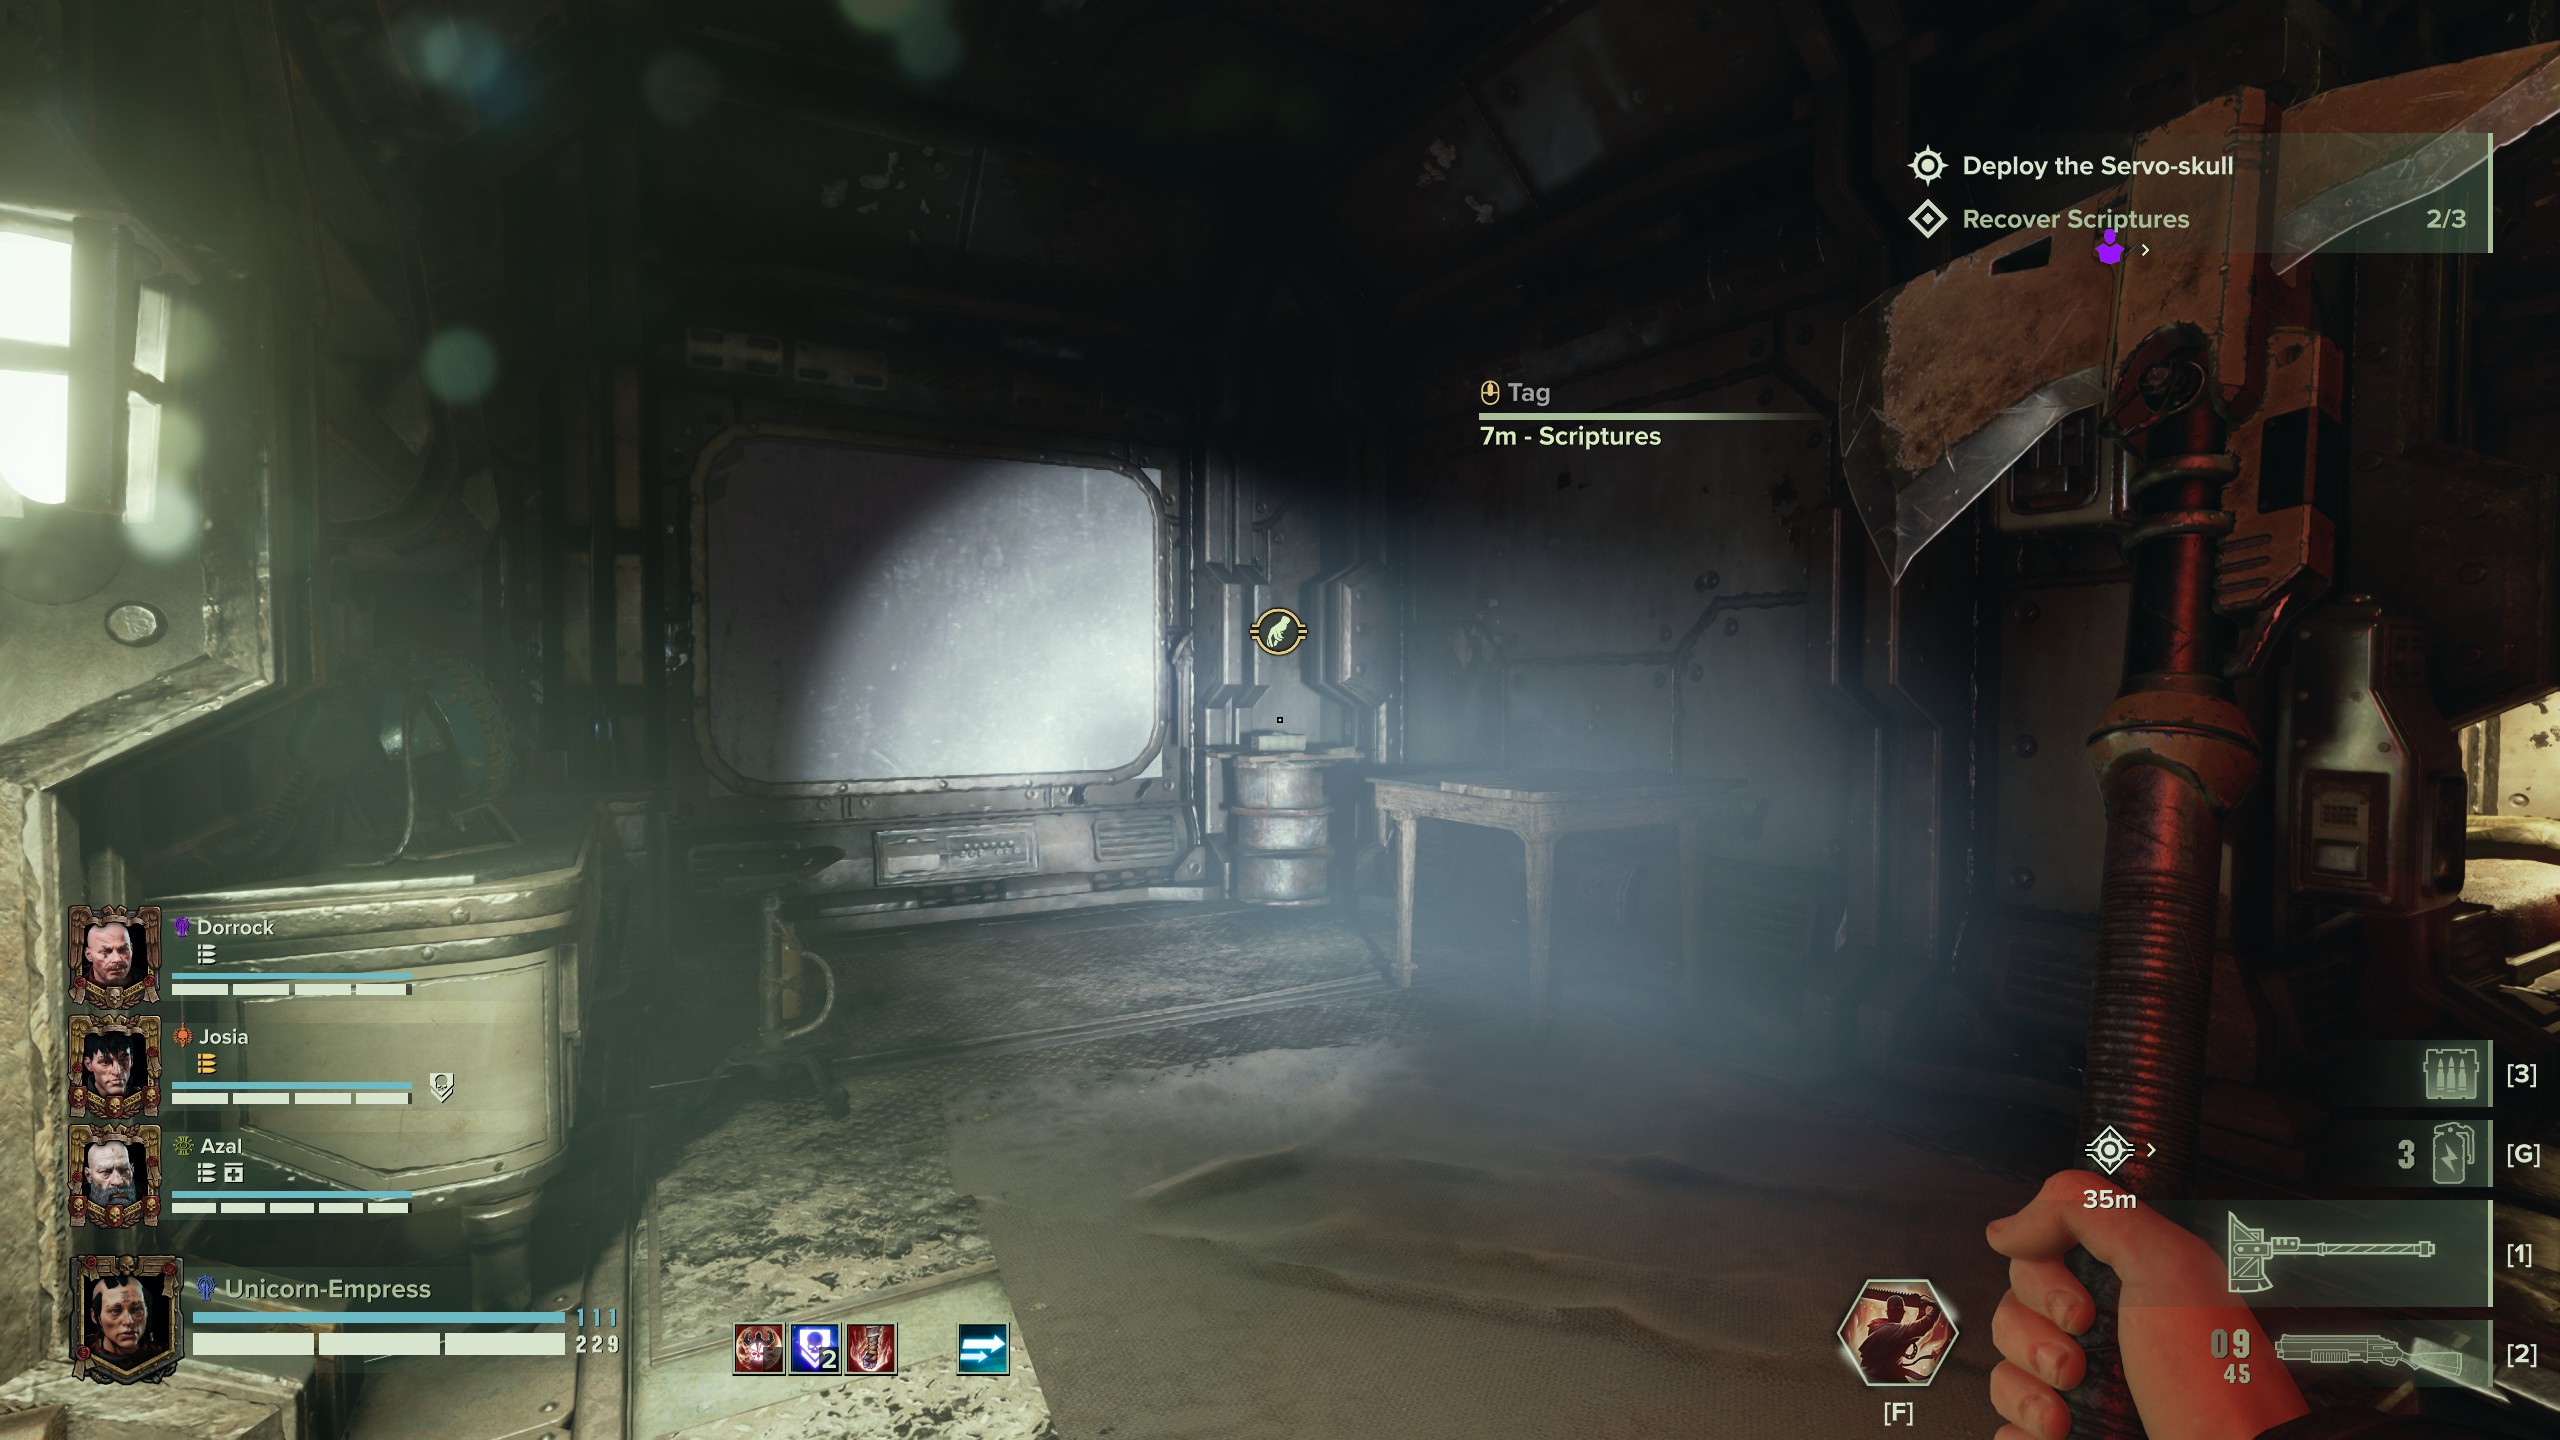 Deploy the Servo-skull
Recover Scriptures 2/3
Tag
7m - Scriptures
Dorrock
Josia
Azal
Unicorn-Empress
111
229
2
35m
[3]
3 [G]
[1]
09
45
[2]
[F]